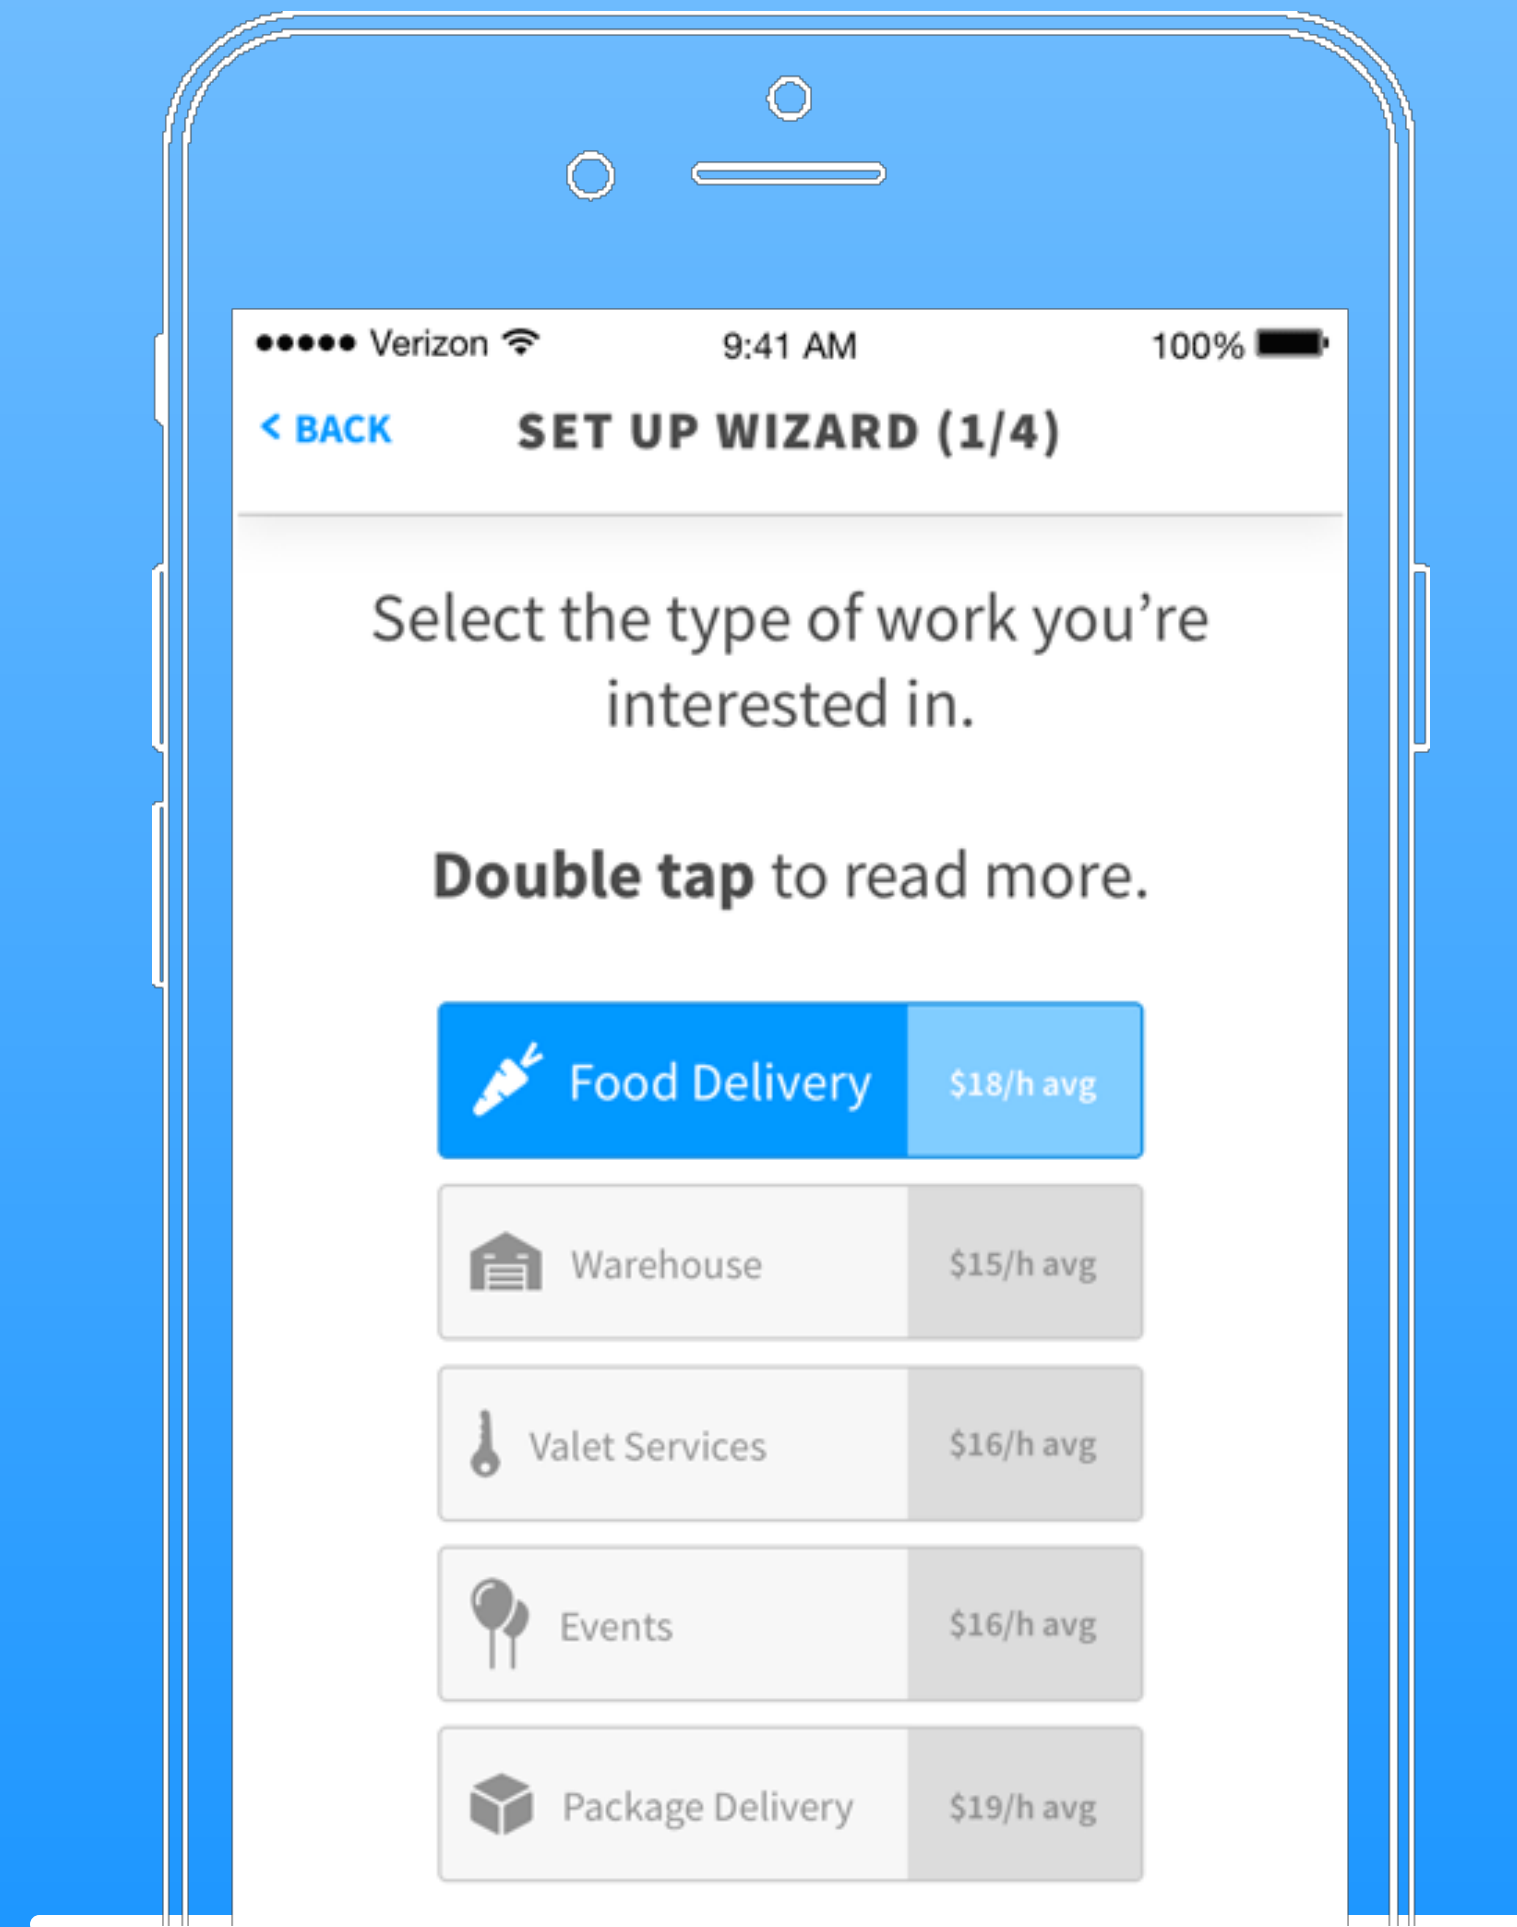 Verizon 9:41 AM 100%
< BACK SET UP WIZARD (1/4)
Select the type of work you’re
interested in.
Double tap to read more.
Food Delivery $18/h avg
Warehouse $15/h avg
Valet Services $16/h avg
Events $16/h avg
Package Delivery $19/h avg